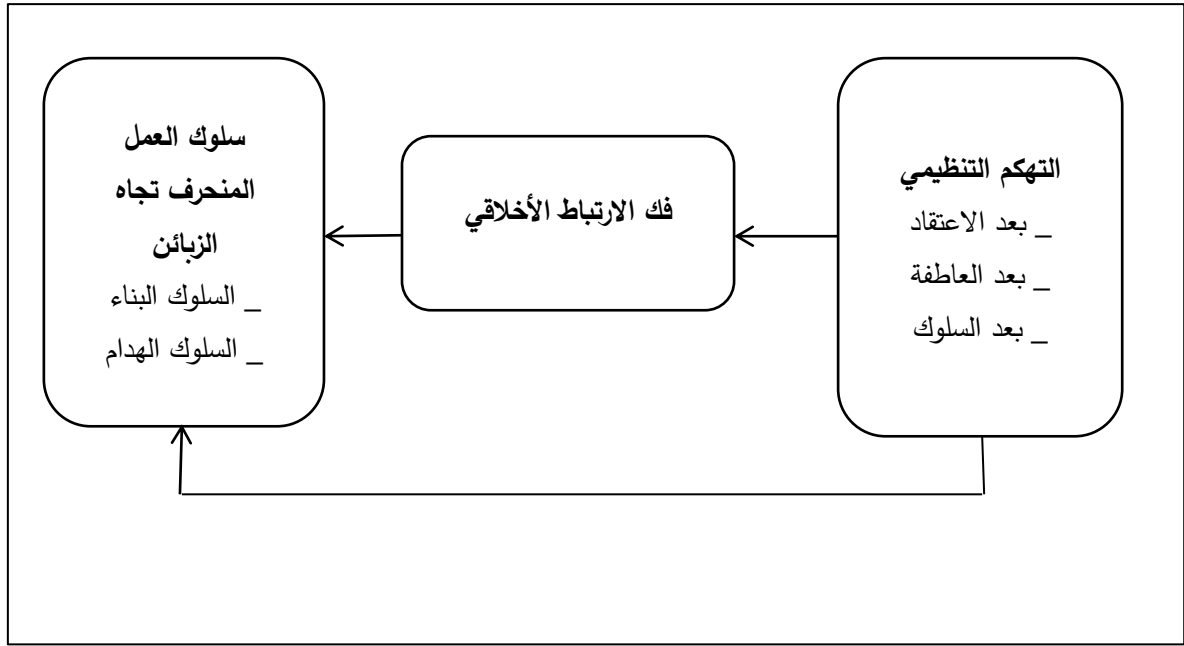 التهكم التنظيمي
_ بعد الاعتقاد
_ بعد العاطفة
_ بعد السلوك
فك الارتباط الأخلاقي
سلوك العمل
المنحرف تجاه
الزبائن
_ السلوك البناء
_ السلوك الهدام